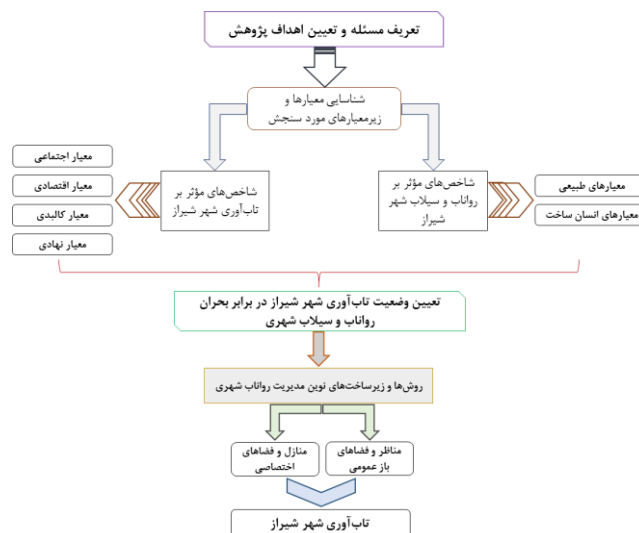 تعریف مسئله و تعیین اهداف پژوهش
شناسایی معیارها و
زیرمعیارهای مورد سنجش
شاخص‌های مؤثر بر
رواناب و سیلاب شهر
شیراز
معیارهای طبیعی
معیارهای انسان ساخت
شاخص‌های مؤثر بر
تاب‌آوری شهر شیراز
معیار اجتماعی
معیار اقتصادی
معیار کالبدی
معیار نهادی
تعیین وضعیت تاب‌آوری شهر شیراز در برابر بحران
رواناب و سیلاب شهری
روش‌ها و زیرساخت‌های نوین مدیریت رواناب شهری
مناظر و فضاهای
باز عمومی
منازل و فضاهای
اختصاصی
تاب‌آوری شهر شیراز